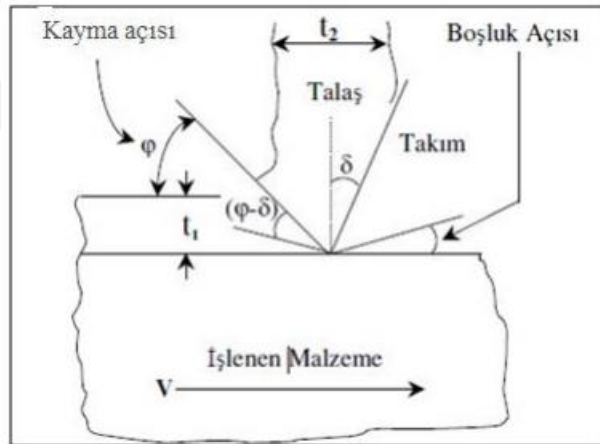 Kayma açısı
t₂
Boşluk Açısı
Talaş
Takım
φ
δ
(φ-δ)
t₁
İşlenen Malzeme
V